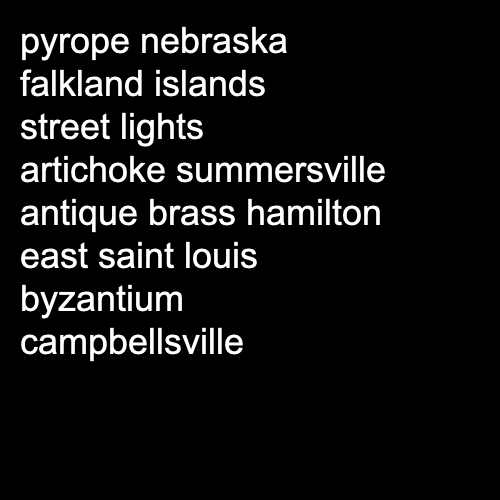 pyrope nebraska
falkland islands
street lights
artichoke summersville
antique brass hamilton
east saint louis
byzantium
campbellsville